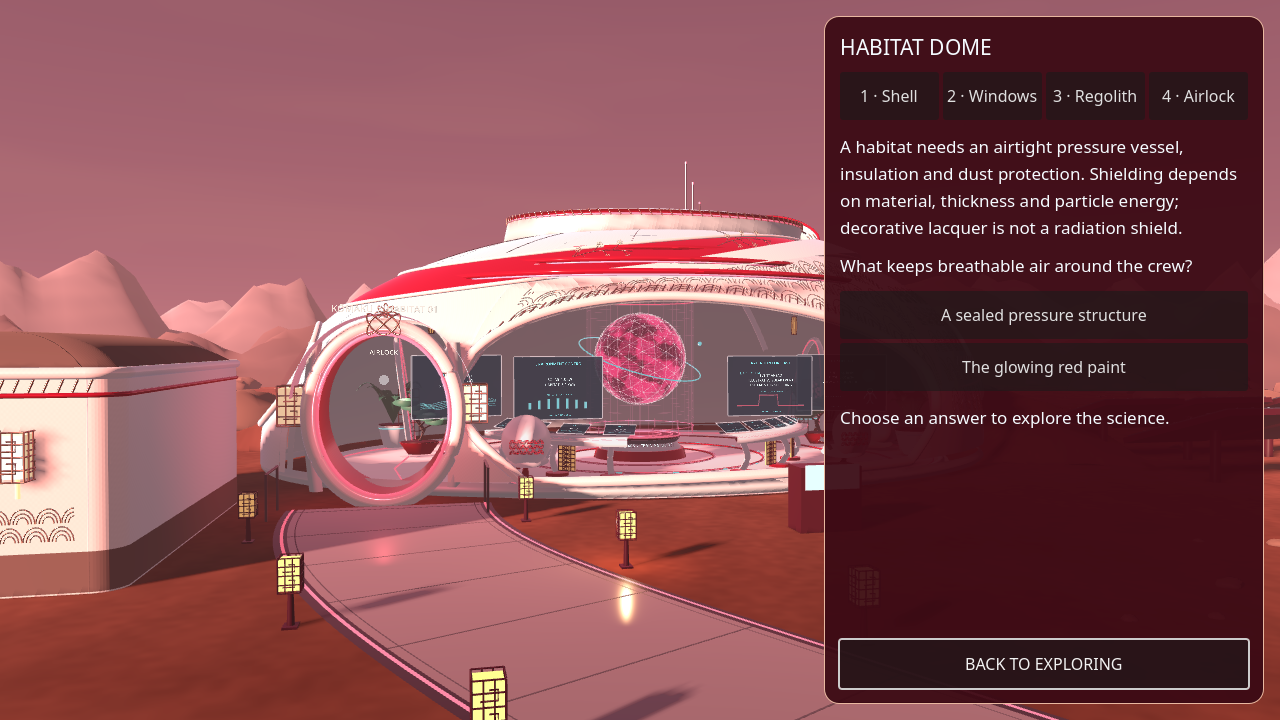 HABITAT DOME
1 · Shell
2 · Windows
3 · Regolith
4 · Airlock
A habitat needs an airtight pressure vessel,
insulation and dust protection. Shielding depends
on material, thickness and particle energy;
decorative lacquer is not a radiation shield.
What keeps breathable air around the crew?
A sealed pressure structure
The glowing red paint
Choose an answer to explore the science.
BACK TO EXPLORING
AIRLOCK